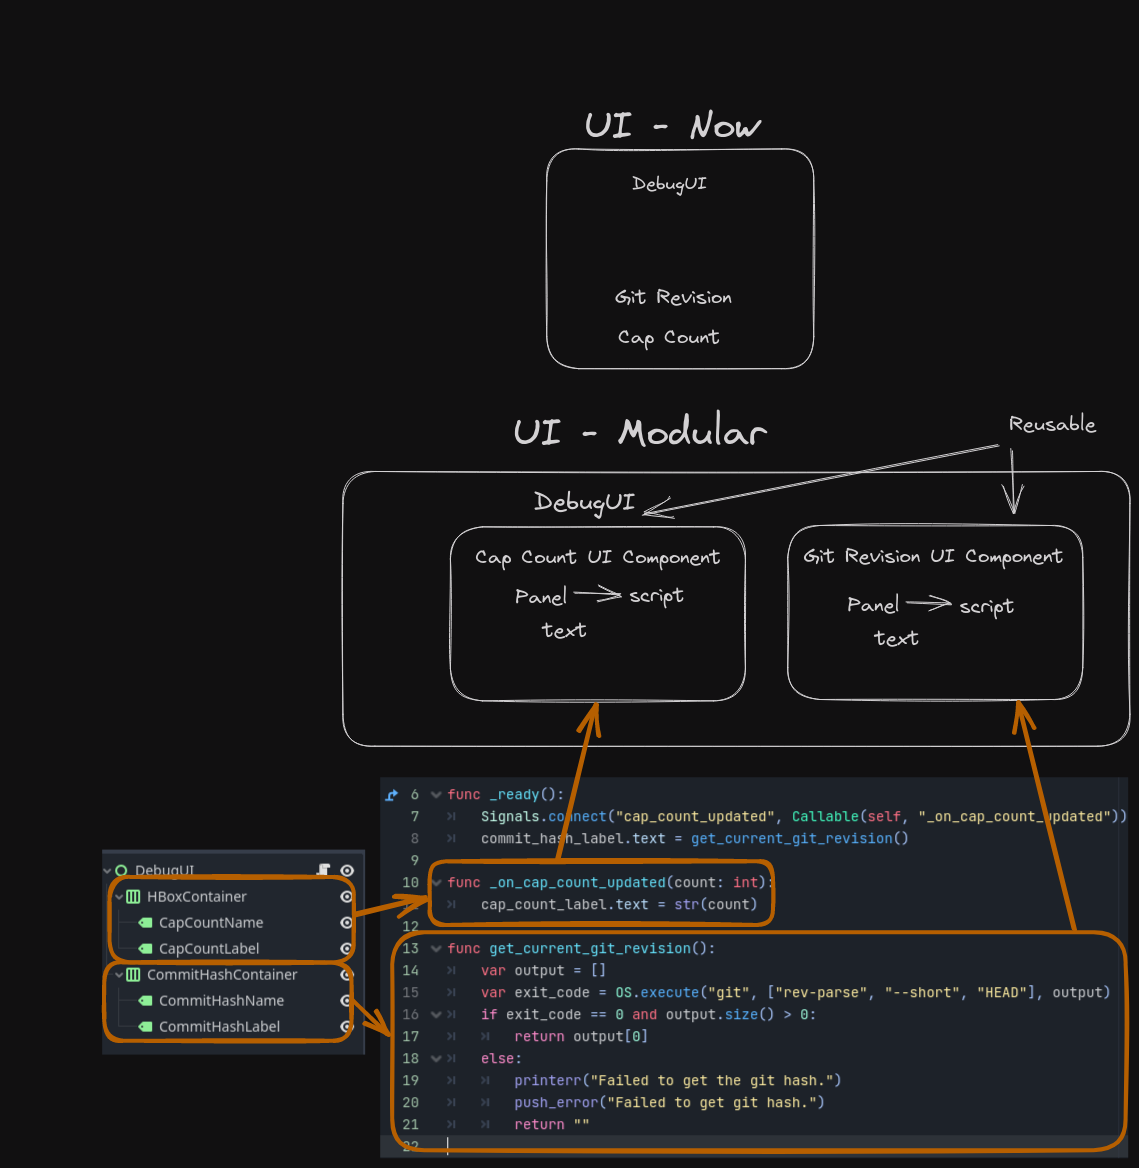 UI - Now
DebugUI
Git Revision
Cap Count
UI - Modular
Reusable
DebugUI
Cap Count UI Component
Panel
script
text
Git Revision UI Component
Panel
script
text
DebugUI
HBoxContainer
CapCountName
CapCountLabel
CommitHashContainer
CommitHashName
CommitHashLabel
6 func _ready():
7 Signals.connect("cap_count_updated", Callable(self, "_on_cap_count_updated"))
8 commit_hash_label.text = get_current_git_revision()
9
10 func _on_cap_count_updated(count: int):
cap_count_label.text = str(count)
12
13 func get_current_git_revision():
14 var output = []
15 var exit_code = OS.execute("git", ["rev-parse", "--short", "HEAD"], output)
16 if exit_code == 0 and output.size() > 0:
17 return output[0]
18 else:
19 printerr("Failed to get the git hash.")
20 push_error("Failed to get git hash.")
21 return ""
22